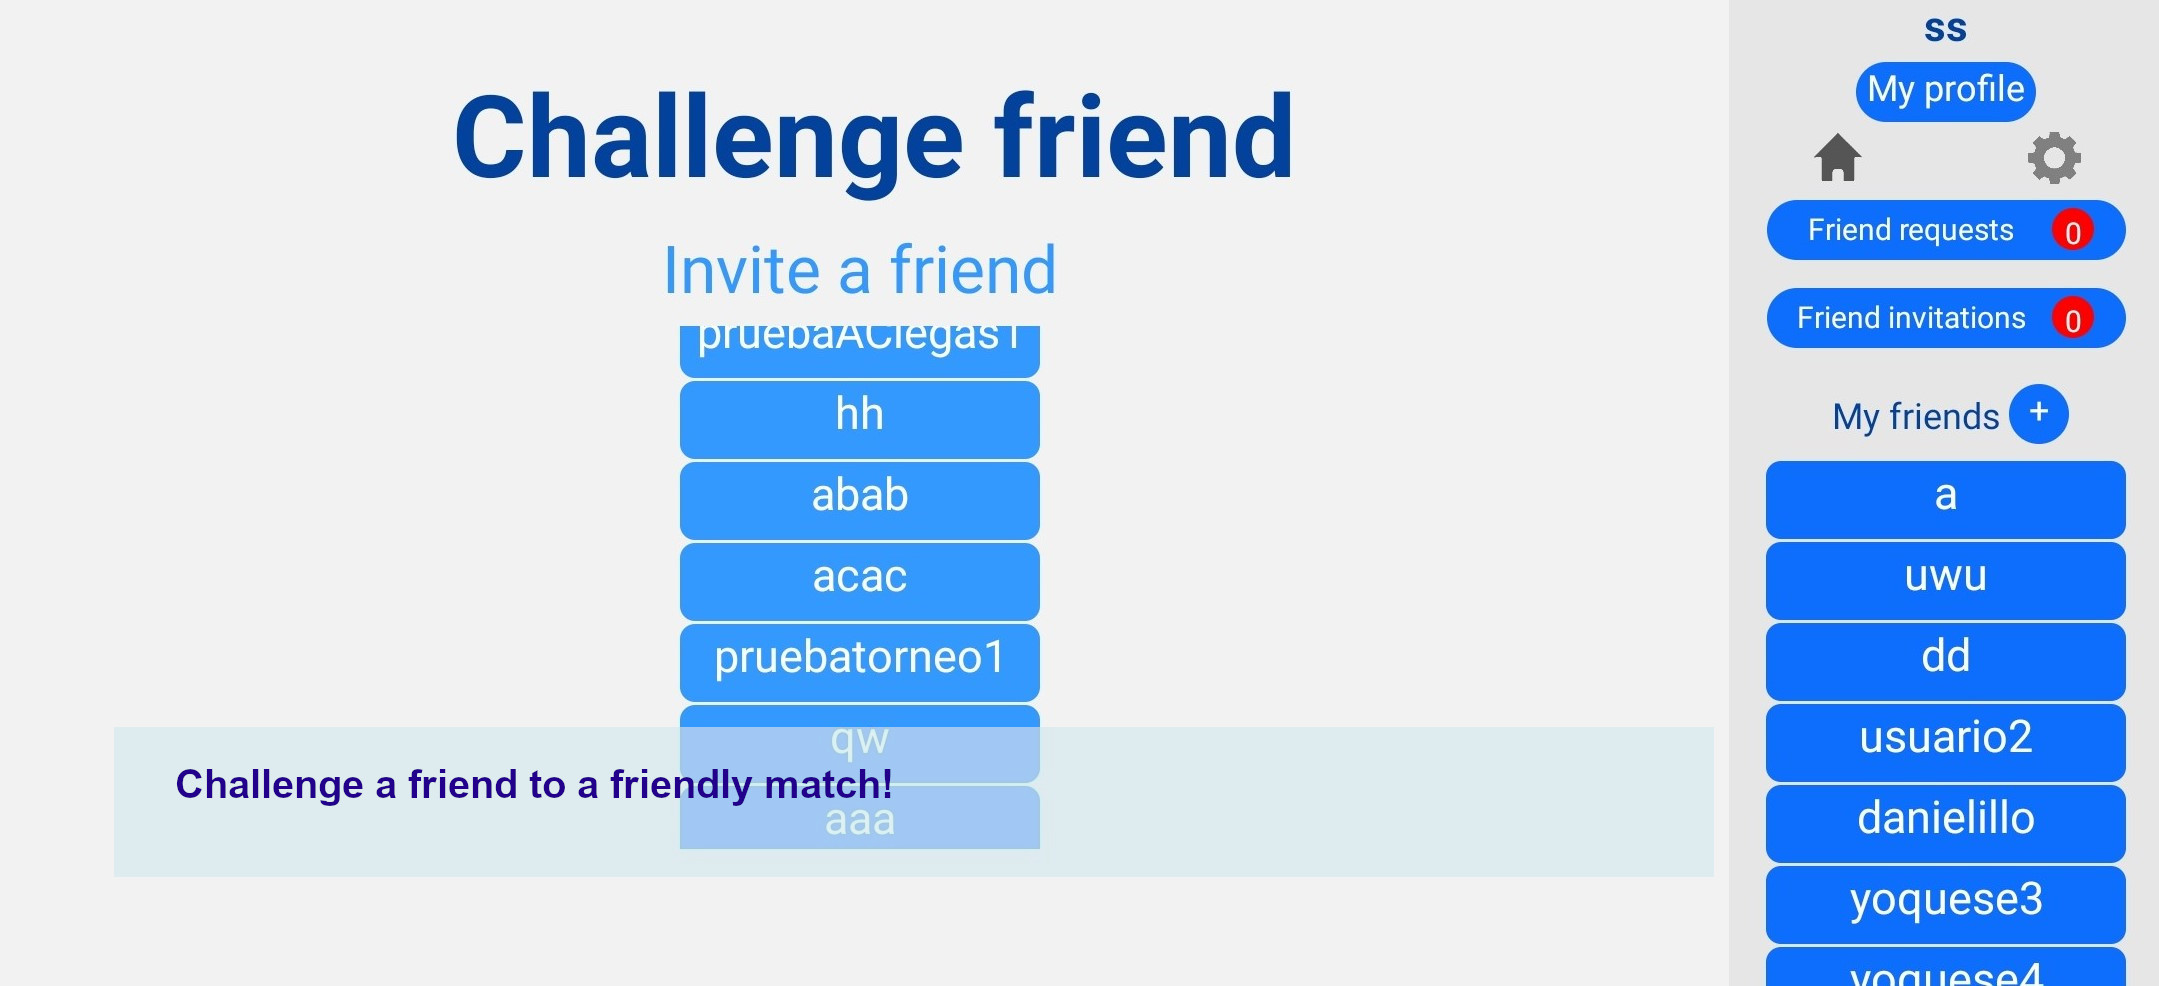 Challenge friend
Invite a friend
pruebaACIegas1
hh
abab
acac
pruebatorneo1
qw
Challenge a friend to a friendly match!
aaa
ss
My profile
Friend requests 0
Friend invitations 0
My friends +
a
uwu
dd
usuario2
danielillo
yoquese3
yoquese4